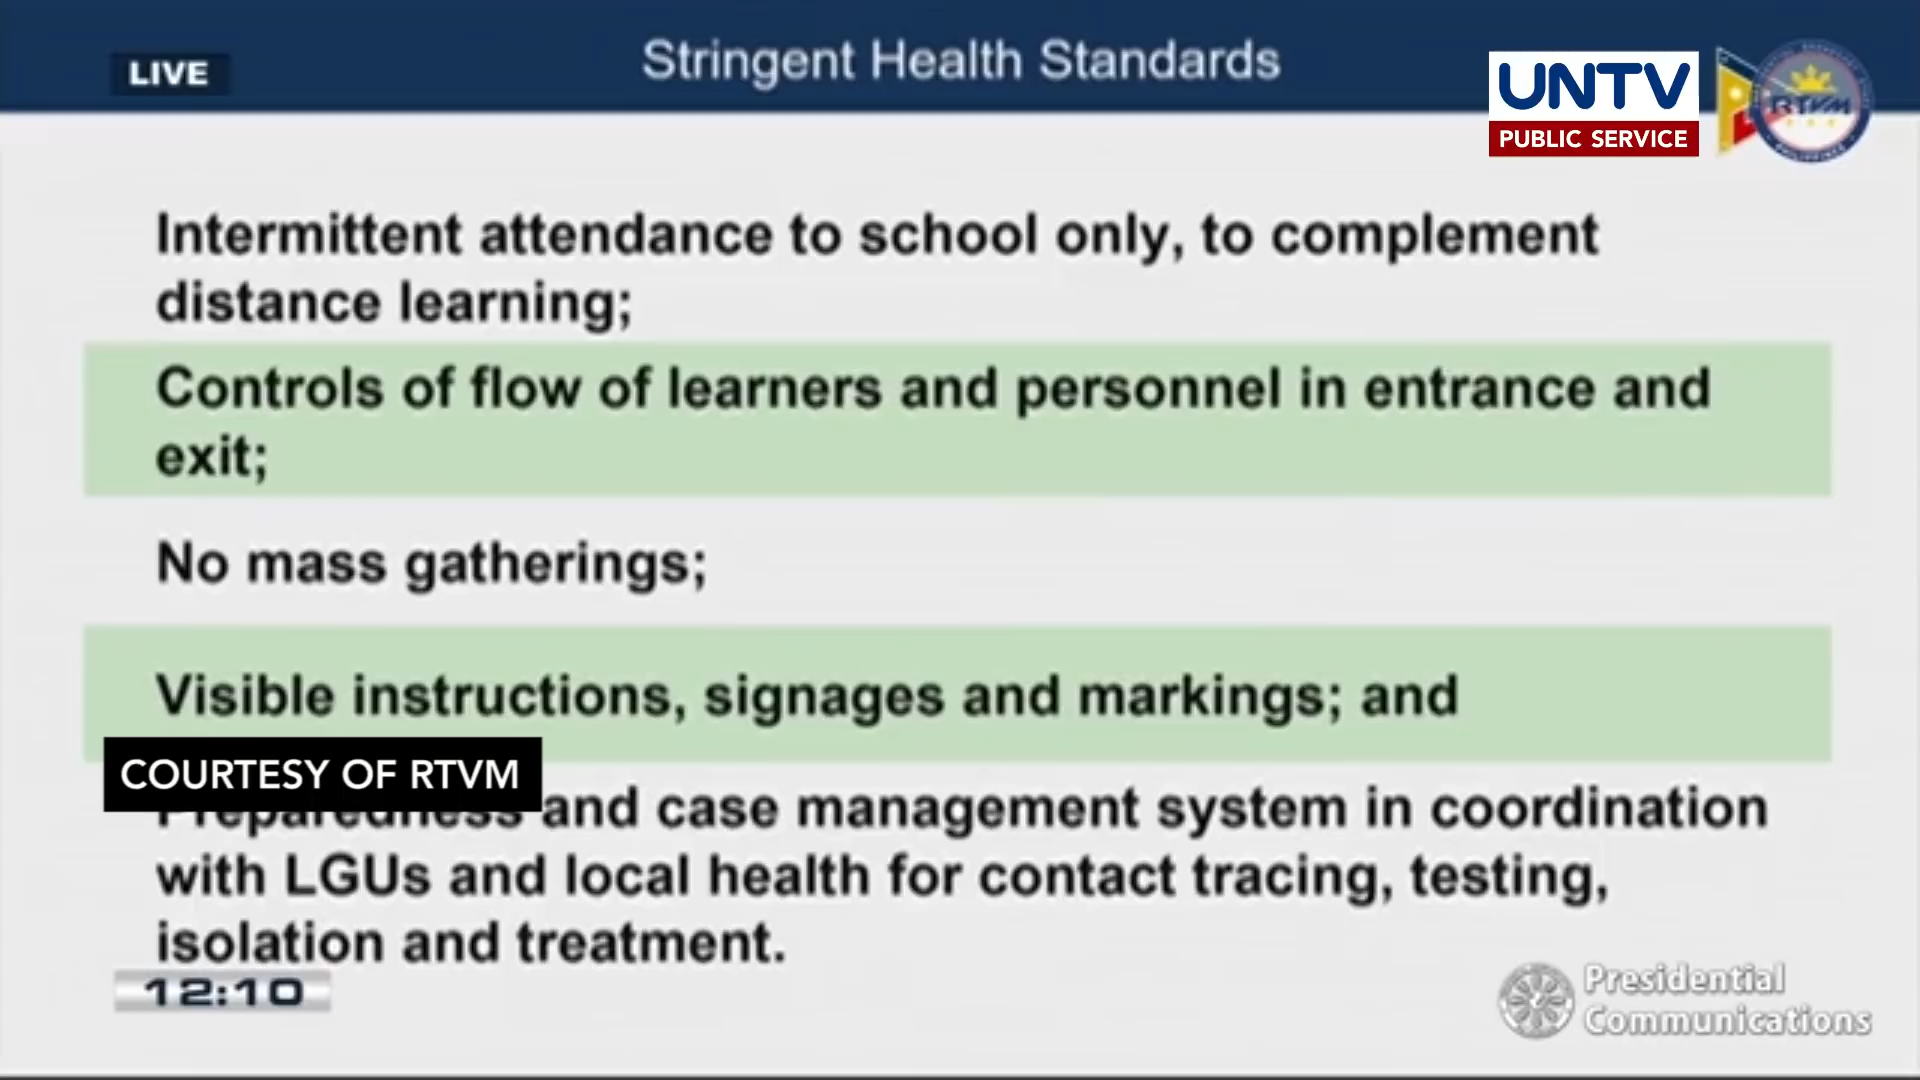 LIVE
Stringent Health Standards
UNTV
PUBLIC SERVICE
RTVM
PHILIPPINES
Intermittent attendance to school only, to complement
distance learning;
Controls of flow of learners and personnel in entrance and
exit;
No mass gatherings;
Visible instructions, signages and markings; and
COURTESY OF RTVM
Preparedness and case management system in coordination
with LGUs and local health for contact tracing, testing,
isolation and treatment.
12:10
Presidential
Communications